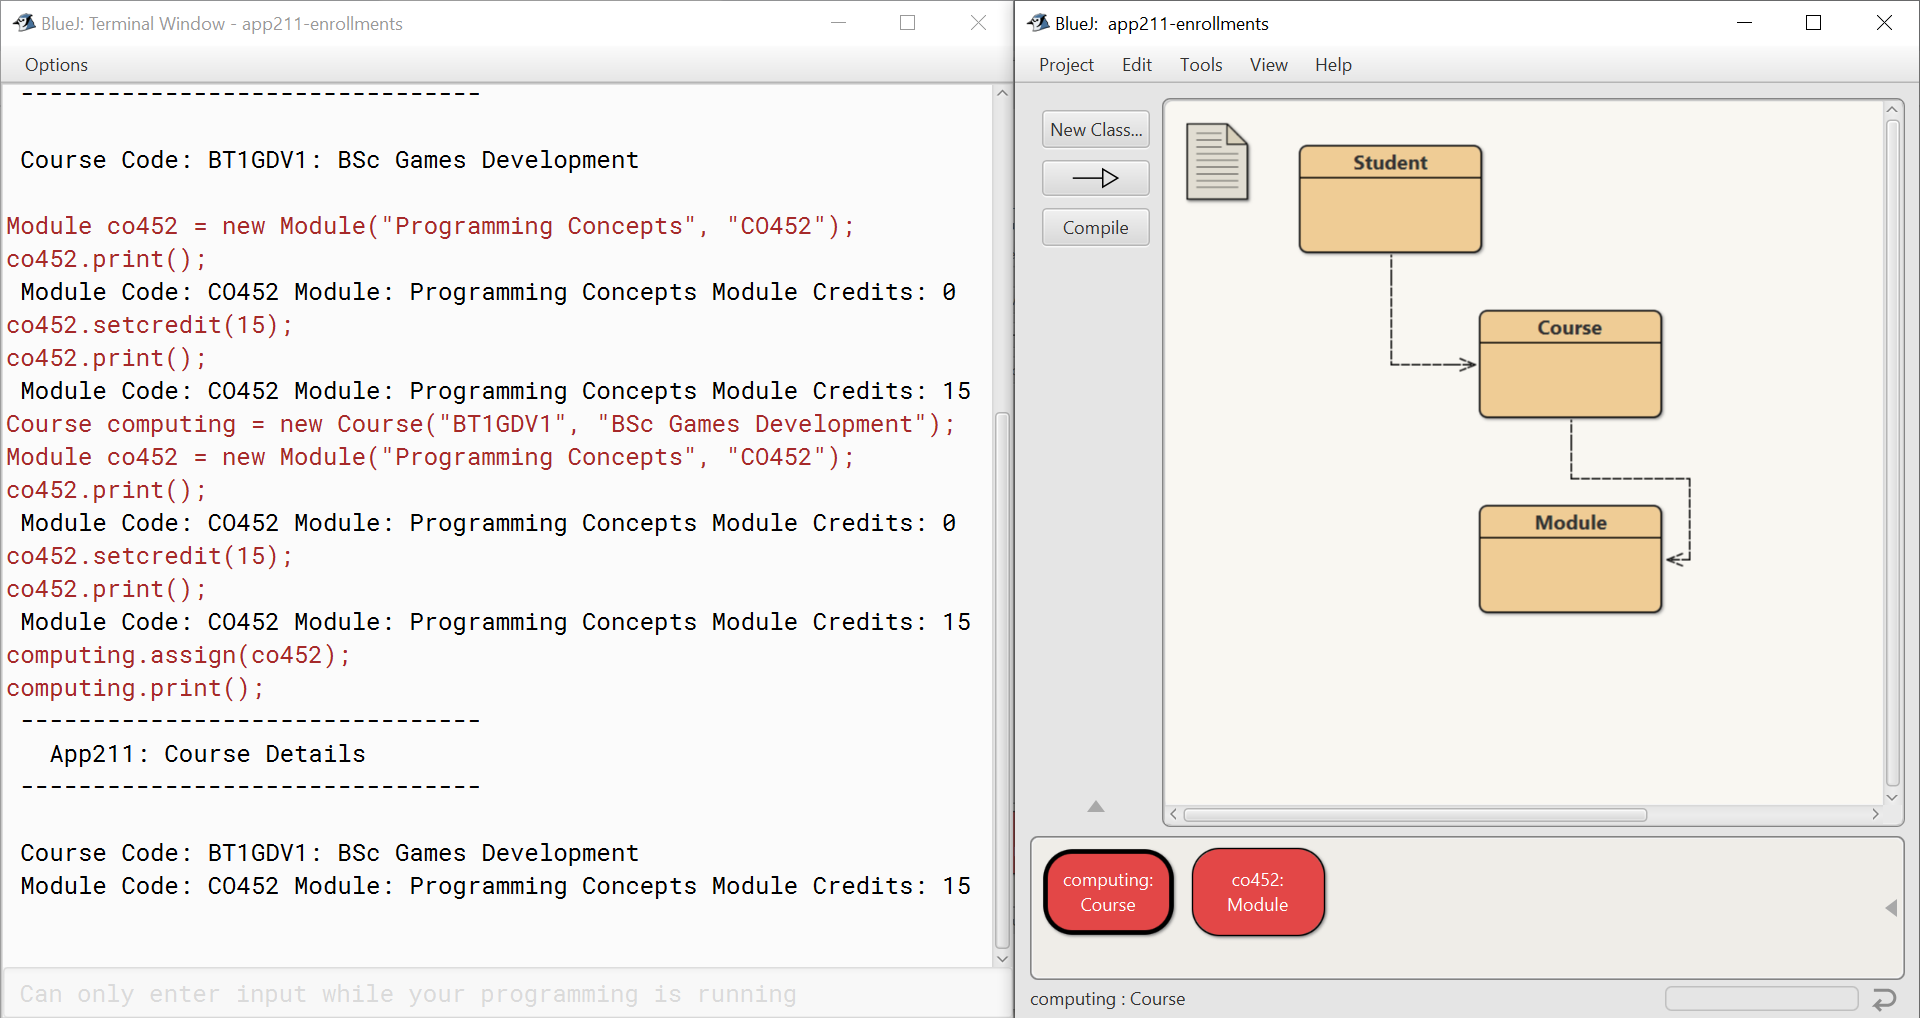 BlueJ: Terminal Window - app211-enrollments
Options
--------------------------------
Course Code: BT1GDV1: BSc Games Development
Module co452 = new Module("Programming Concepts", "CO452");
co452.print();
Module Code: CO452 Module: Programming Concepts Module Credits: 0
co452.setcredit(15);
co452.print();
Module Code: CO452 Module: Programming Concepts Module Credits: 15
Course computing = new Course("BT1GDV1", "BSc Games Development");
Module co452 = new Module("Programming Concepts", "CO452");
co452.print();
Module Code: CO452 Module: Programming Concepts Module Credits: 0
co452.setcredit(15);
co452.print();
Module Code: CO452 Module: Programming Concepts Module Credits: 15
computing.assign(co452);
computing.print();
--------------------------------
App211: Course Details
--------------------------------
Course Code: BT1GDV1: BSc Games Development
Module Code: CO452 Module: Programming Concepts Module Credits: 15
Can only enter input while your programming is running
BlueJ: app211-enrollments
Project Edit Tools View Help
New Class...
Compile
Student
Course
Module
computing:
Course
co452:
Module
computing : Course